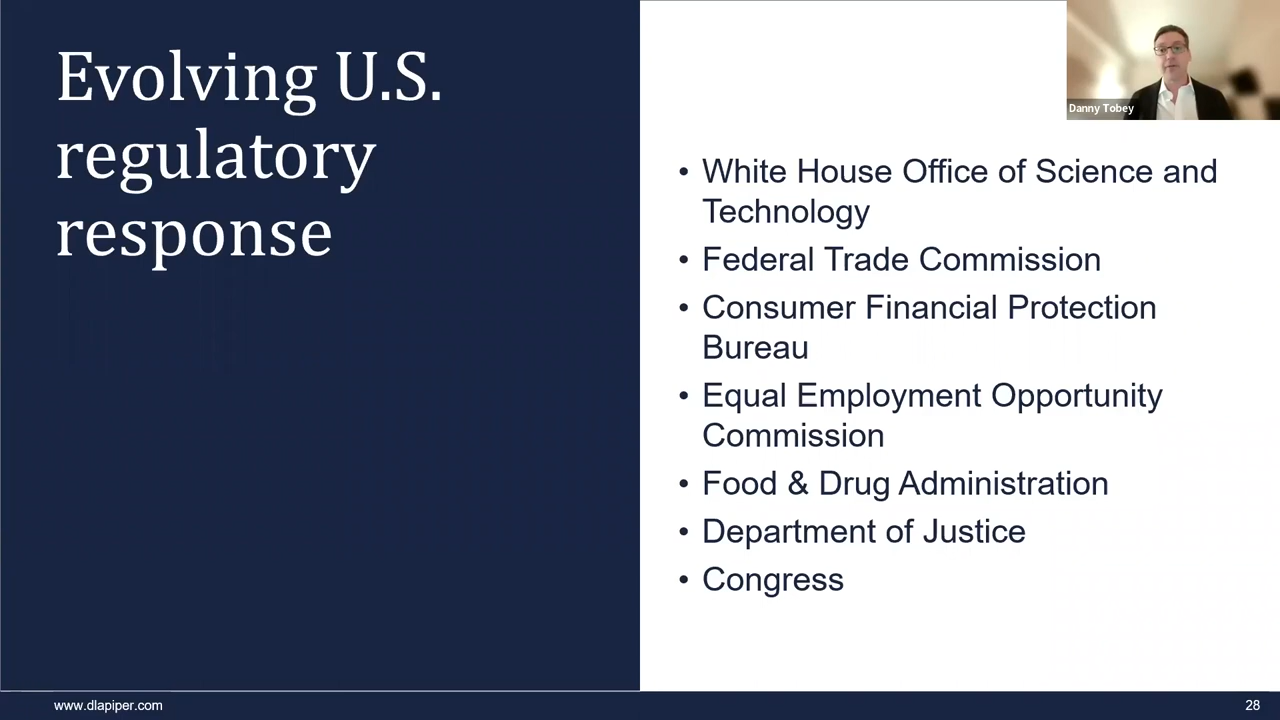 Evolving U.S.
regulatory
response
Danny Tobey
• White House Office of Science and
Technology
• Federal Trade Commission
• Consumer Financial Protection
Bureau
• Equal Employment Opportunity
Commission
• Food & Drug Administration
• Department of Justice
• Congress
www.dlapiper.com
28